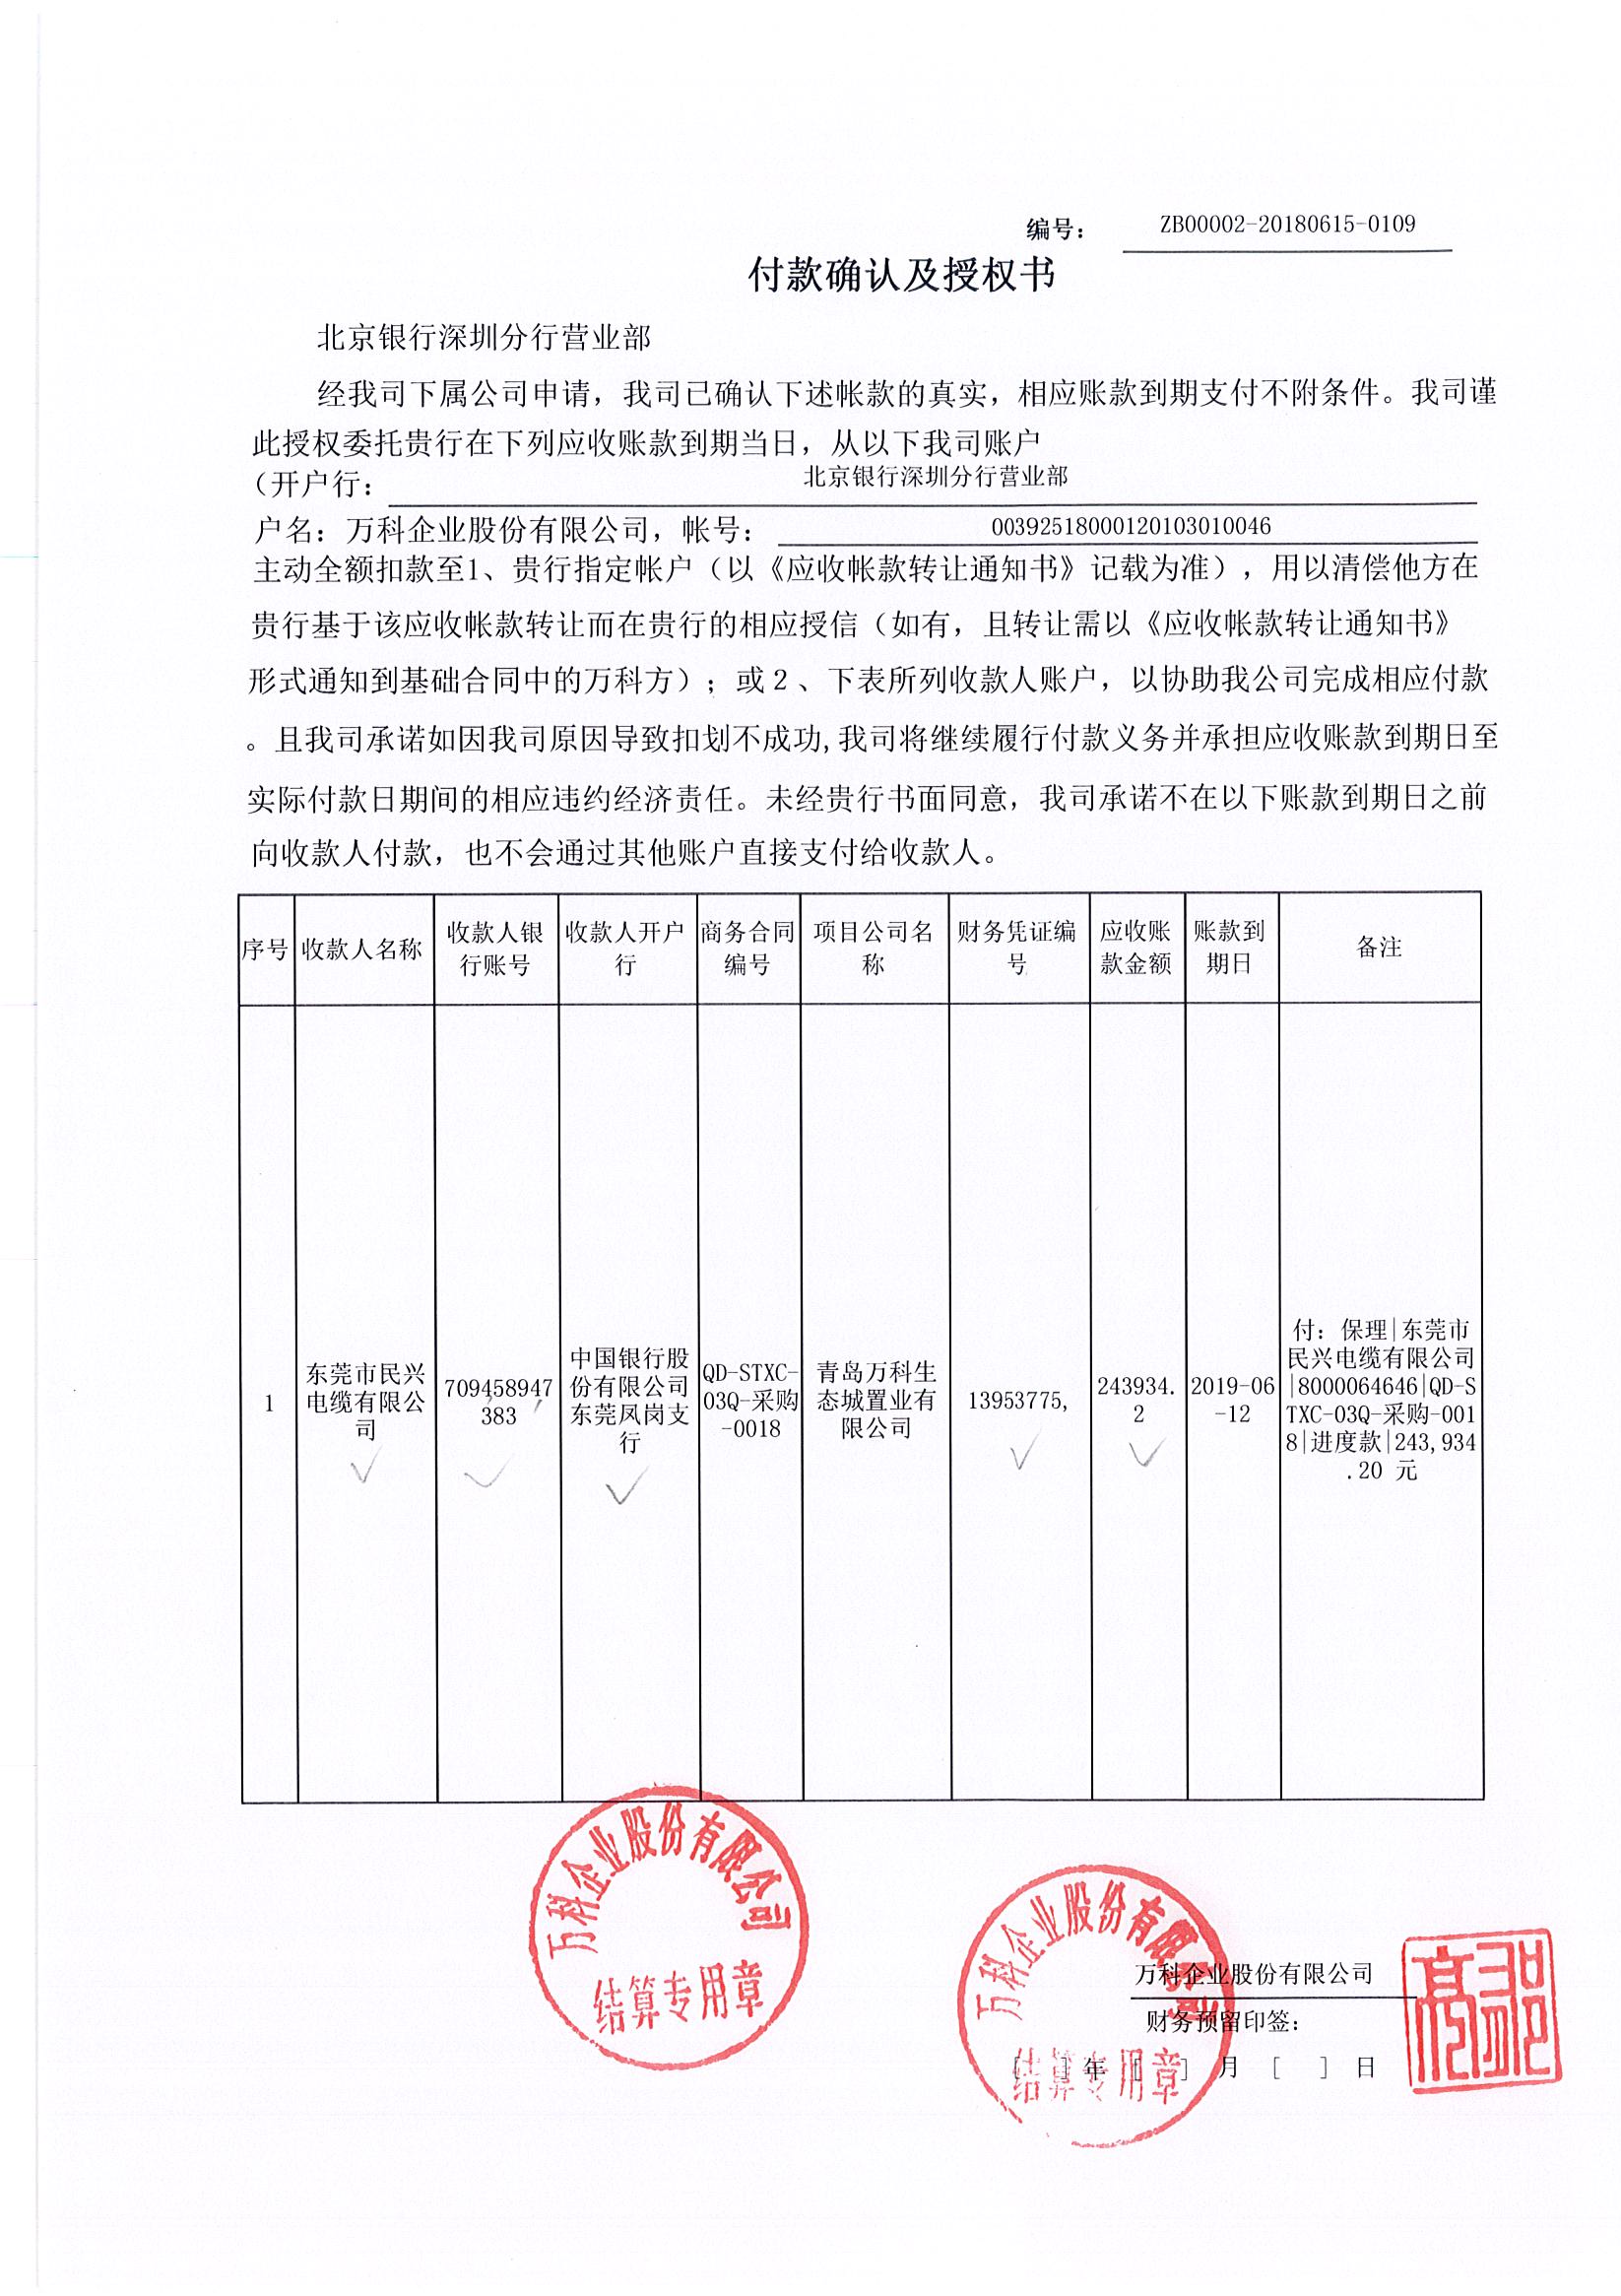 编号：
ZB00002-20180615-0109
付款确认及授权书
北京银行深圳分行营业部
经我司下属公司申请，我司已确认下述帐款的真实，相应账款到期支付不附条件。我司谨
此授权委托贵行在下列应收账款到期当日，从以下我司账户
（开户行：
北京银行深圳分行营业部
户名：万科企业股份有限公司，帐号：
00392518000120103010046
主动全额扣款至1、贵行指定帐户（以《应收帐款转让通知书》记载为准），用以清偿他方在
贵行基于该应收帐款转让而在贵行的相应授信（如有，且转让需以《应收帐款转让通知书》
形式通知到基础合同中的万科方）；或２、下表所列收款人账户，以协助我公司完成相应付款
。且我司承诺如因我司原因导致扣划不成功,我司将继续履行付款义务并承担应收账款到期日至
实际付款日期间的相应违约经济责任。未经贵行书面同意，我司承诺不在以下账款到期日之前
向收款人付款，也不会通过其他账户直接支付给收款人。
序号
收款人名称
收款人银
行账号
收款人开户
行
商务合同
编号
项目公司名
称
财务凭证编
号
应收账
款金额
账款到
期日
备注
1
东莞市民兴
电缆有限公
司
709458947
383
中国银行股
份有限公司
东莞凤岗支
行
QD-STXC-
03Q-采购
-0018
青岛万科生
态城置业有
限公司
13953775,
243934.
2
2019-06
-12
付：保理|东莞市
民兴电缆有限公司
|8000064646|QD-S
TXC-03Q-采购-001
8|进度款|243,934
.20 元
万科企业股份有限公司
结算专用章
万科企业股份有限公司
结算专用章
万科企业股份有限公司
财务预留印签：
[ ] 年 [ ] 月 [ ] 日